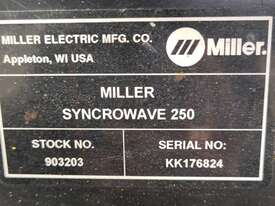 MILLER ELECTRIC MFG. CO.
Appleton, WI USA
Miller.
MILLER
SYNCROWAVE 250
STOCK NO.
903203
SERIAL NO:
KK176824